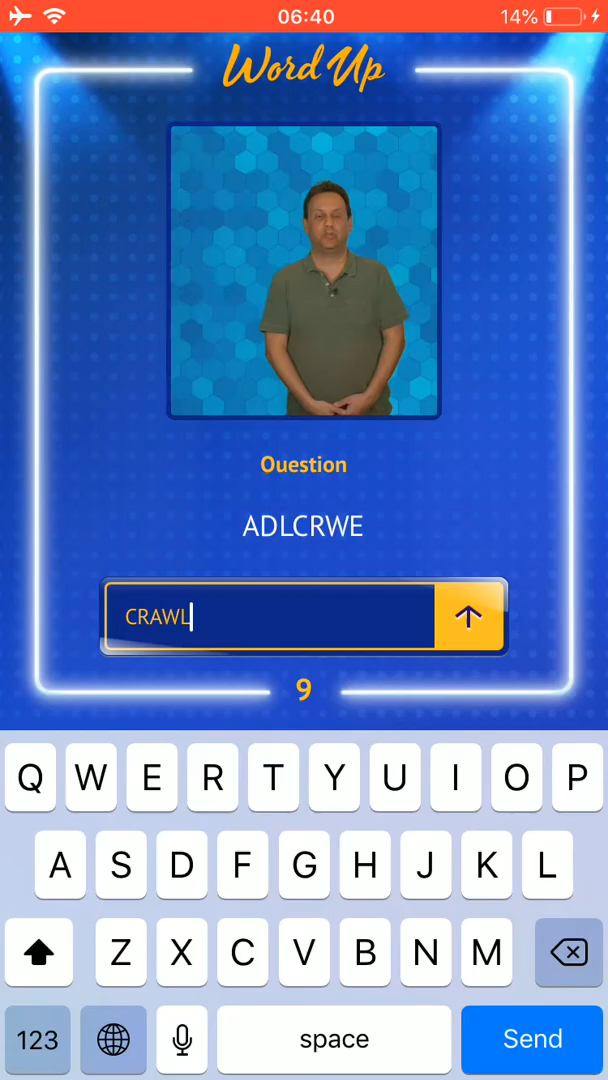 06:40
14%
Word Up
Question
ADLCRWE
CRAWL
9
Q W E R T Y U I O P
A S D F G H J K L
Z X C V B N M
123
space
Send